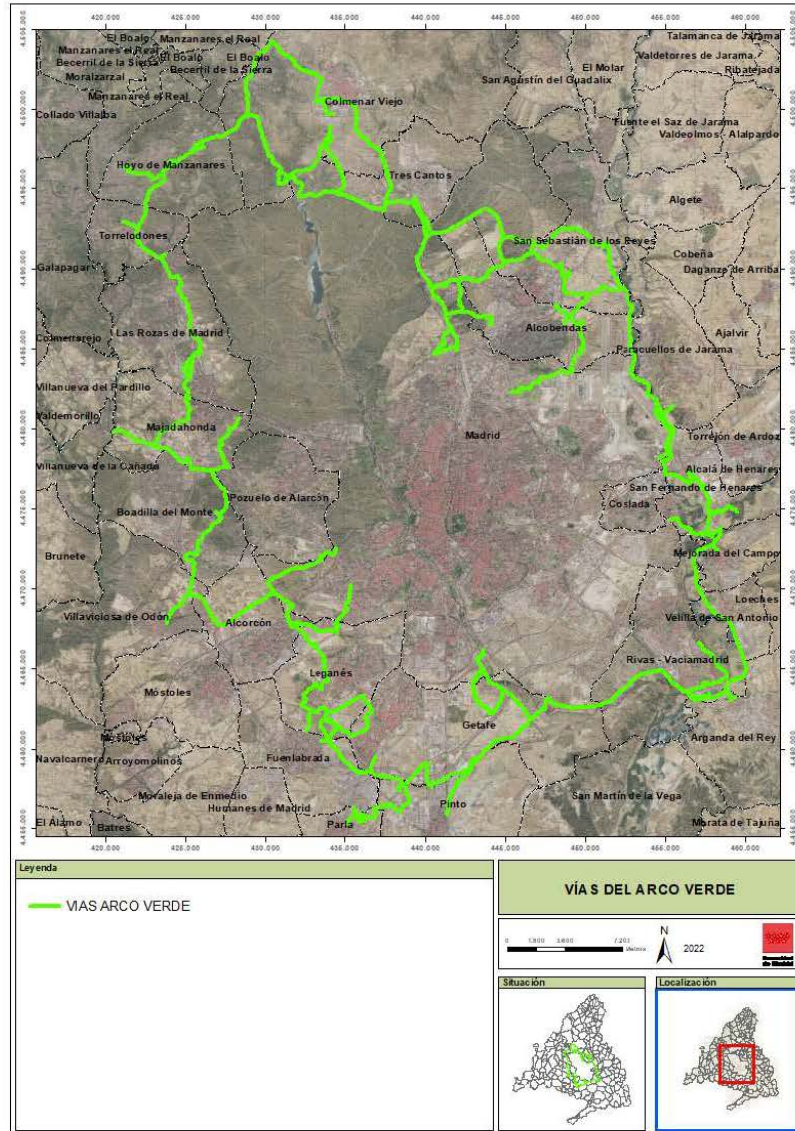 420.000 425.000 430.000 435.000 440.000 445.000 450.000 455.000 460.000
El Boalo
Manzanares el Real
Talamanca de Jarama
Manzanares el Real
El Boalo
El Boalo
Valdetorres de Jarama
Becerril de la Sierra
Becerril de la Sierra
El Molar
Ribatejada
Moralzarzal
San Agustín del Guadalix
Manzanares el Real
Colmenar Viejo
Collado Villalba
Fuente el Saz de Jarama
Valdeolmos - Alalpardo
Hoyo de Manzanares
Tres Cantos
Algete
Torrelodones
San Sebastián de los Reyes
Cobeña
Galapagar
Daganzo de Arriba
Las Rozas de Madrid
Alcobendas
Ajalvir
Colmenarejo
Paracuellos de Jarama
Villanueva del Pardillo
Valdemorillo
Majadahonda
Madrid
Torrejón de Ardoz
Villanueva de la Cañada
Alcalá de Henares
Pozuelo de Alarcón
San Fernando de Henares
Boadilla del Monte
Coslada
Brunete
Mejorada del Campo
Loeches
Villaviciosa de Odón
Alcorcón
Velilla de San Antonio
Leganés
Rivas - Vaciamadrid
Móstoles
Getafe
Móstoles
Arganda del Rey
Navalcarnero
Arroyomolinos
Fuenlabrada
Moraleja de Enmedio
Humanes de Madrid
Pinto
San Martín de la Vega
El Álamo
Batres
Parla
Morata de Tajuña
420.000 425.000 430.000 435.000 440.000 445.000 450.000 455.000 460.000
Leyenda
VIAS ARCO VERDE
VÍAS DEL ARCO VERDE
N
2022
Situación
Localización